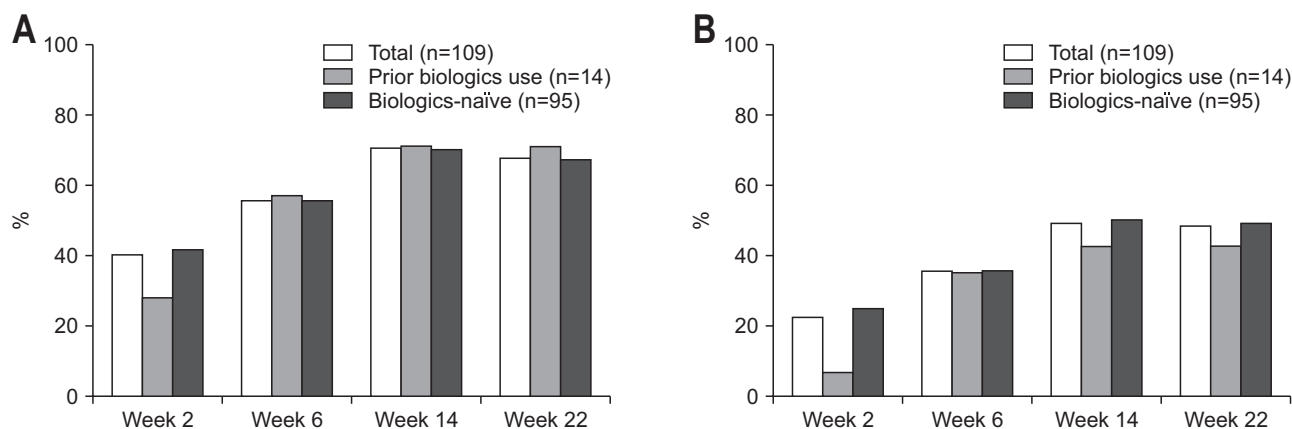 A
100
80
60
40
20
0
%
Total (n=109)
Prior biologics use (n=14)
Biologics-naïve (n=95)
Week 2 Week 6 Week 14 Week 22
B
100
80
60
40
20
0
%
Total (n=109)
Prior biologics use (n=14)
Biologics-naïve (n=95)
Week 2 Week 6 Week 14 Week 22